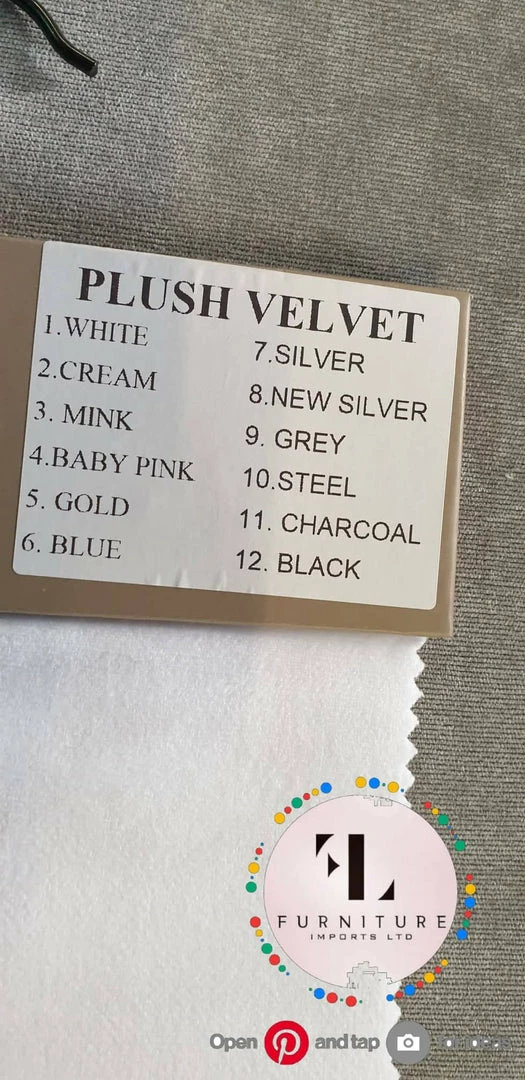 PLUSH VELVET
1.WHITE
2.CREAM
3. MINK
4.BABY PINK
5. GOLD
6. BLUE
7.SILVER
8.NEW SILVER
9. GREY
10.STEEL
11. CHARCOAL
12. BLACK
FL
FURNITURE
IMPORTS LTD
Open and tap